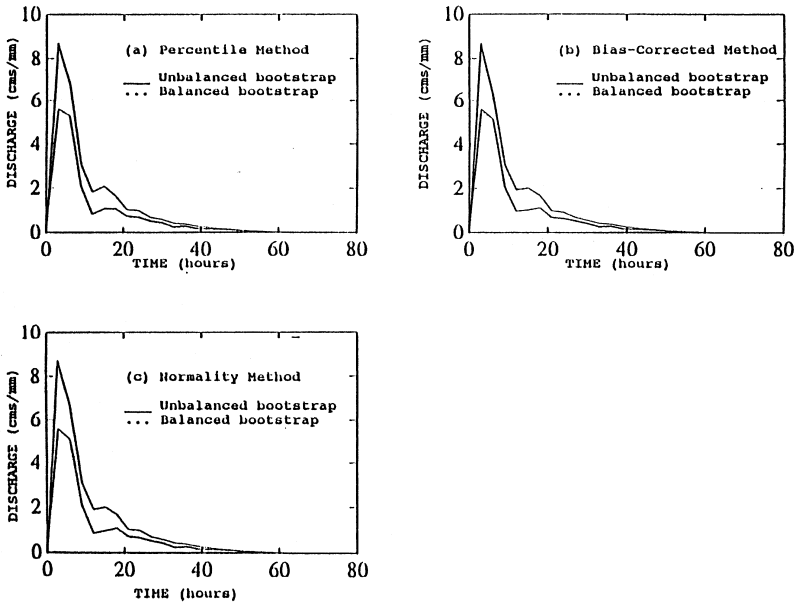 10
8
6
4
2
0
DISCHARGE (cms/mm)
(a) Percentile Method
Unbalanced bootstrap
Balanced bootstrap
0 20 40 60 80
TIME (hours)
10
8
6
4
2
0
DISCHARGE (cms/mm)
(b) Bias-Corrected Method
Unbalanced bootstrap
Balanced bootstrap
0 20 40 60 80
TIME (hours)
10
8
6
4
2
0
DISCHARGE (cms/mm)
(c) Normality Method
Unbalanced bootstrap
Balanced bootstrap
0 20 40 60 80
TIME (hours)